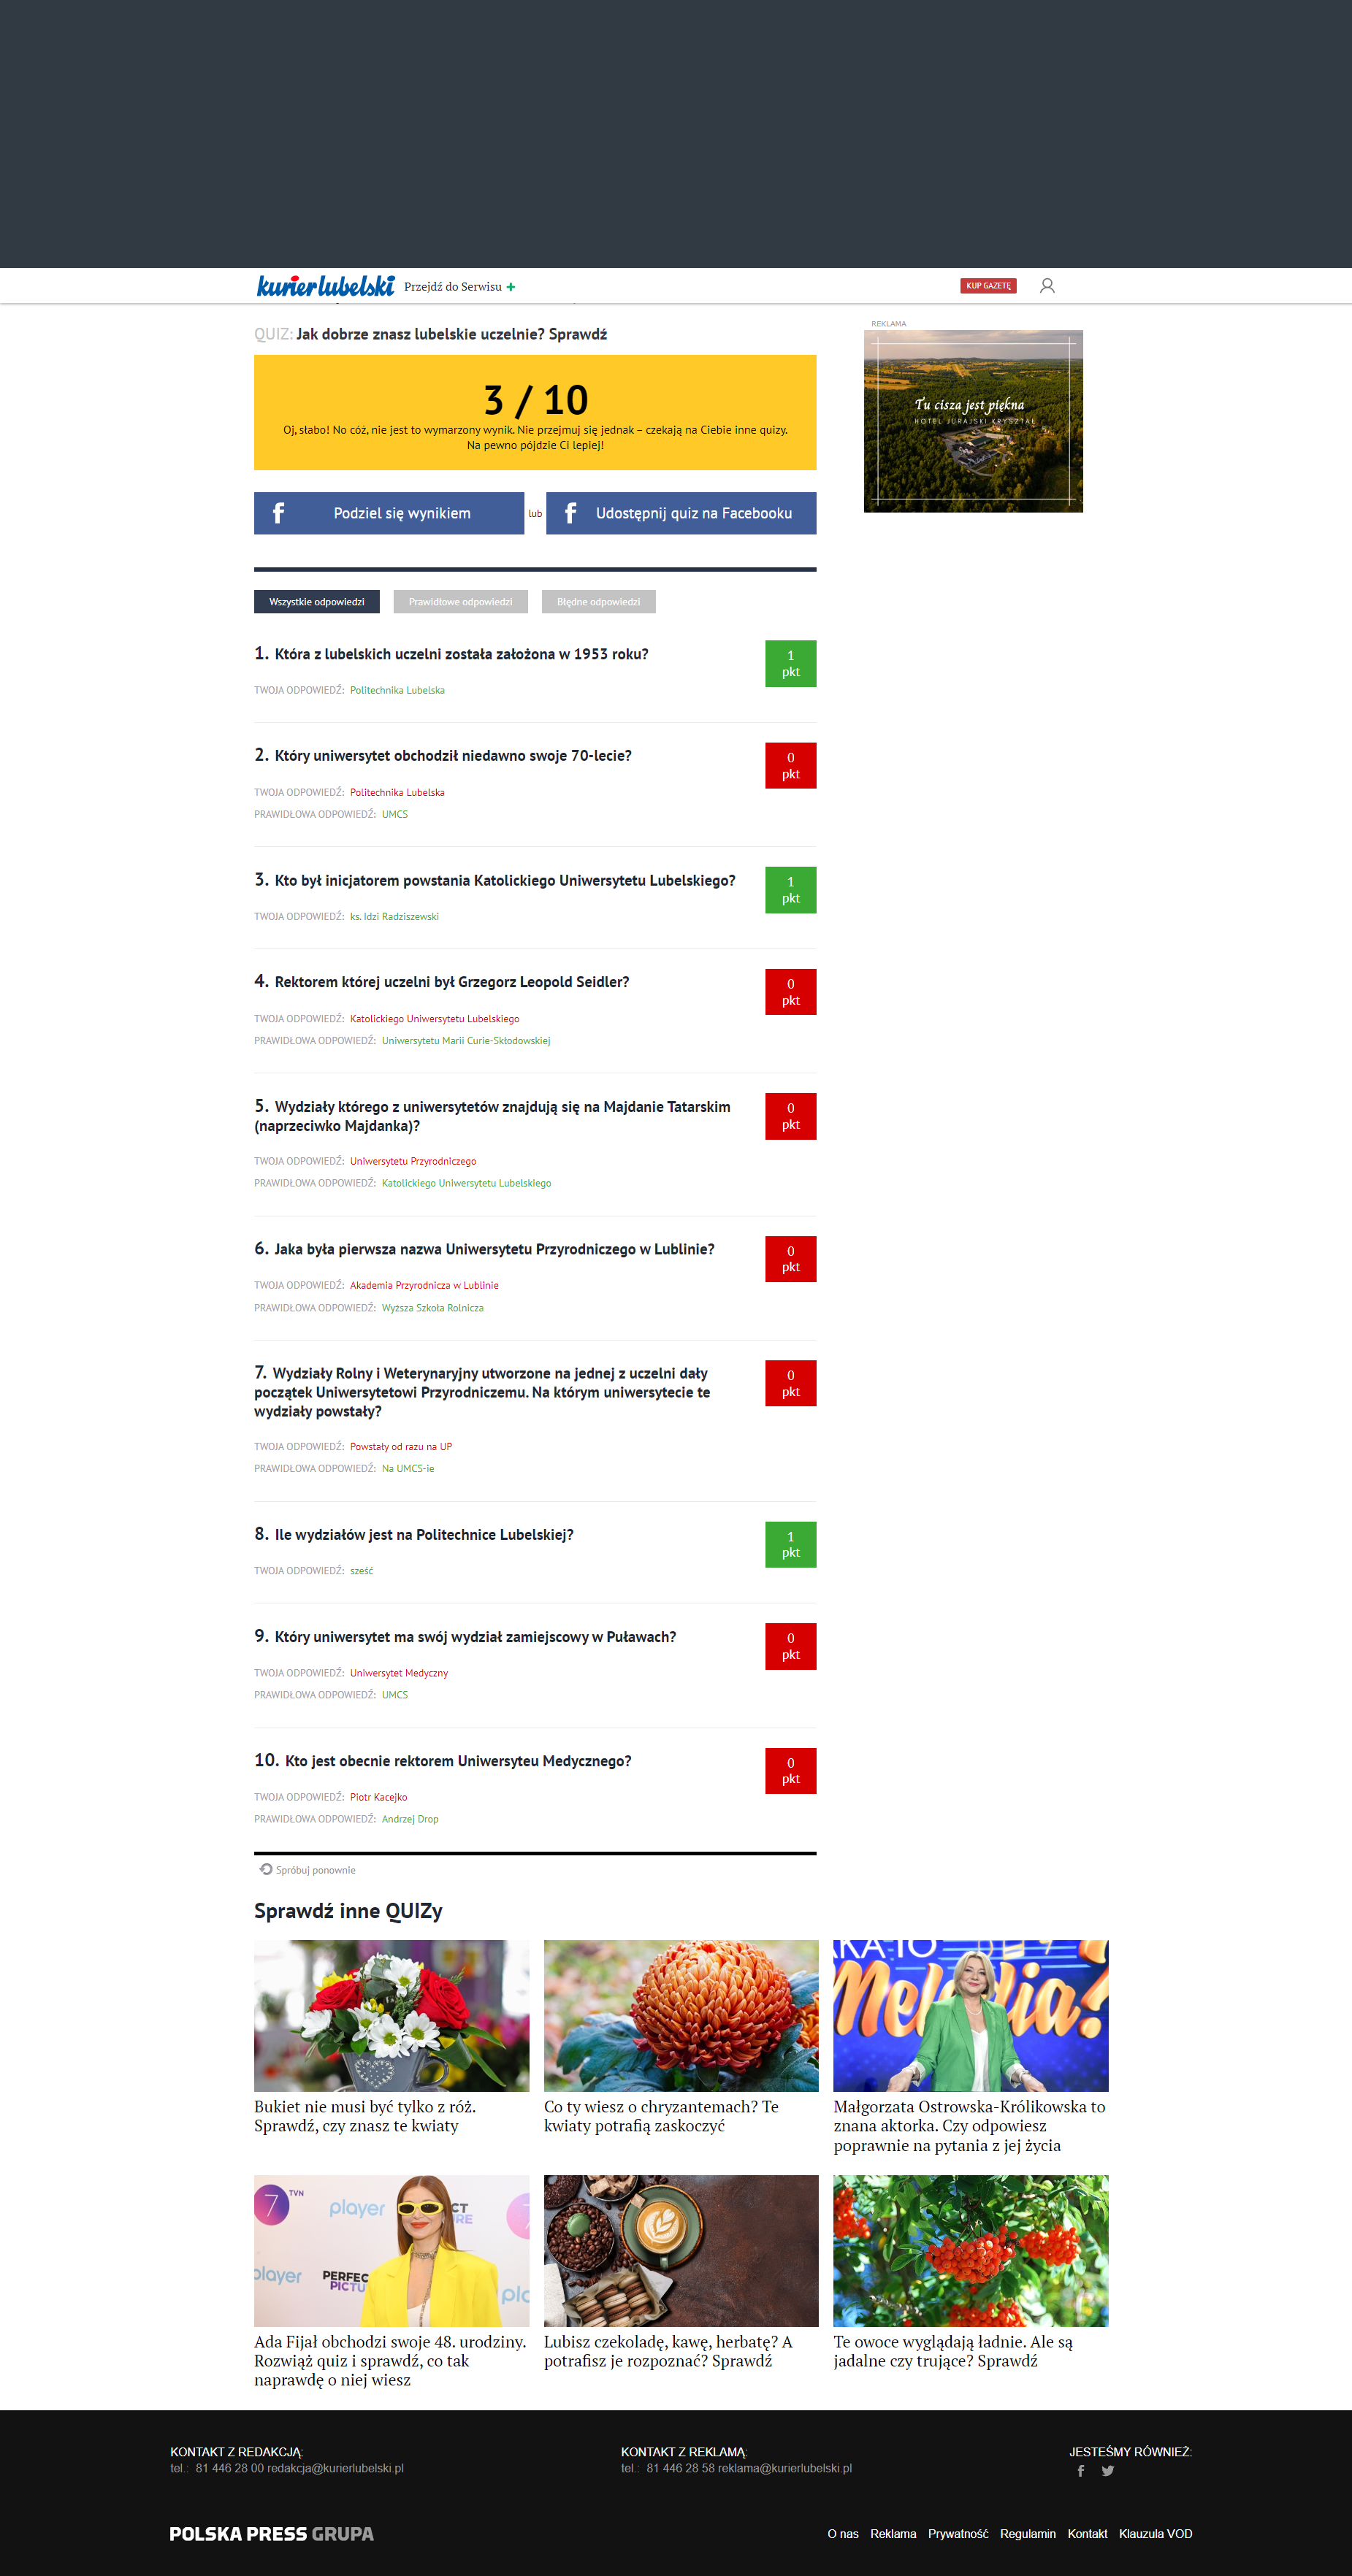 kurier lubelski Przejdź do Serwisu +
KUP GAZETĘ
QUIZ: Jak dobrze znasz lubelskie uczelnie? Sprawdź
3 / 10
Oj, słabo! No cóż, nie jest to wymarzony wynik. Nie przejmuj się jednak – czekają na Ciebie inne quizy.
Na pewno pójdzie Ci lepiej!
REKLAMA
Tu cisza jest piękna
HOTEL JURAJSKI KRYSZTAŁ
Podziel się wynikiem lub Udostępnij quiz na Facebooku
Wszystkie odpowiedzi Prawidłowe odpowiedzi Błędne odpowiedzi
1. Która z lubelskich uczelni została założona w 1953 roku?
1
pkt
TWOJA ODPOWIEDŹ: Politechnika Lubelska
2. Który uniwersytet obchodził niedawno swoje 70-lecie?
0
pkt
TWOJA ODPOWIEDŹ: Politechnika Lubelska
PRAWIDŁOWA ODPOWIEDŹ: UMCS
3. Kto był inicjatorem powstania Katolickiego Uniwersytetu Lubelskiego?
1
pkt
TWOJA ODPOWIEDŹ: ks. Idzi Radziszewski
4. Rektorem której uczelni był Grzegorz Leopold Seidler?
0
pkt
TWOJA ODPOWIEDŹ: Katolickiego Uniwersytetu Lubelskiego
PRAWIDŁOWA ODPOWIEDŹ: Uniwersytetu Marii Curie-Skłodowskiej
5. Wydziały którego z uniwersytetów znajdują się na Majdanie Tatarskim
(naprzeciwko Majdanka)?
0
pkt
TWOJA ODPOWIEDŹ: Uniwersytetu Przyrodniczego
PRAWIDŁOWA ODPOWIEDŹ: Katolickiego Uniwersytetu Lubelskiego
6. Jaka była pierwsza nazwa Uniwersytetu Przyrodniczego w Lublinie?
0
pkt
TWOJA ODPOWIEDŹ: Akademia Przyrodnicza w Lublinie
PRAWIDŁOWA ODPOWIEDŹ: Wyższa Szkoła Rolnicza
7. Wydziały Rolny i Weterynaryjny utworzone na jednej z uczelni dały
początek Uniwersytetowi Przyrodniczemu. Na którym uniwersytecie te
wydziały powstały?
0
pkt
TWOJA ODPOWIEDŹ: Powstały od razu na UP
PRAWIDŁOWA ODPOWIEDŹ: Na UMCS-ie
8. Ile wydziałów jest na Politechnice Lubelskiej?
1
pkt
TWOJA ODPOWIEDŹ: sześć
9. Który uniwersytet ma swój wydział zamiejscowy w Puławach?
0
pkt
TWOJA ODPOWIEDŹ: Uniwersytet Medyczny
PRAWIDŁOWA ODPOWIEDŹ: UMCS
10. Kto jest obecnie rektorem Uniwersyteu Medycznego?
0
pkt
TWOJA ODPOWIEDŹ: Piotr Kacejko
PRAWIDŁOWA ODPOWIEDŹ: Andrzej Drop
Spróbuj ponownie
Sprawdź inne QUIZy
Melodia!
Bukiet nie musi być tylko z róż.
Sprawdź, czy znasz te kwiaty
Co ty wiesz o chryzantemach? Te
kwiaty potrafią zaskoczyć
Małgorzata Ostrowska-Królikowska to
znana aktorka. Czy odpowiesz
poprawnie na pytania z jej życia
7 TVN
player
PERFECT
Ada Fijał obchodzi swoje 48. urodziny.
Rozwiąż quiz i sprawdź, co tak
naprawdę o niej wiesz
Lubisz czekoladę, kawę, herbatę? A
potrafisz je rozpoznać? Sprawdź
Te owoce wyglądają ładnie. Ale są
jadalne czy trujące? Sprawdź
KONTAKT Z REDAKCJĄ:
tel.: 81 446 28 00 redakcja@kurierlubelski.pl
KONTAKT Z REKLAMĄ:
tel.: 81 446 28 58 reklama@kurierlubelski.pl
JESTEŚMY RÓWNIEŻ:
POLSKA PRESS GRUPA
O nas Reklama Prywatność Regulamin Kontakt Klauzula VOD